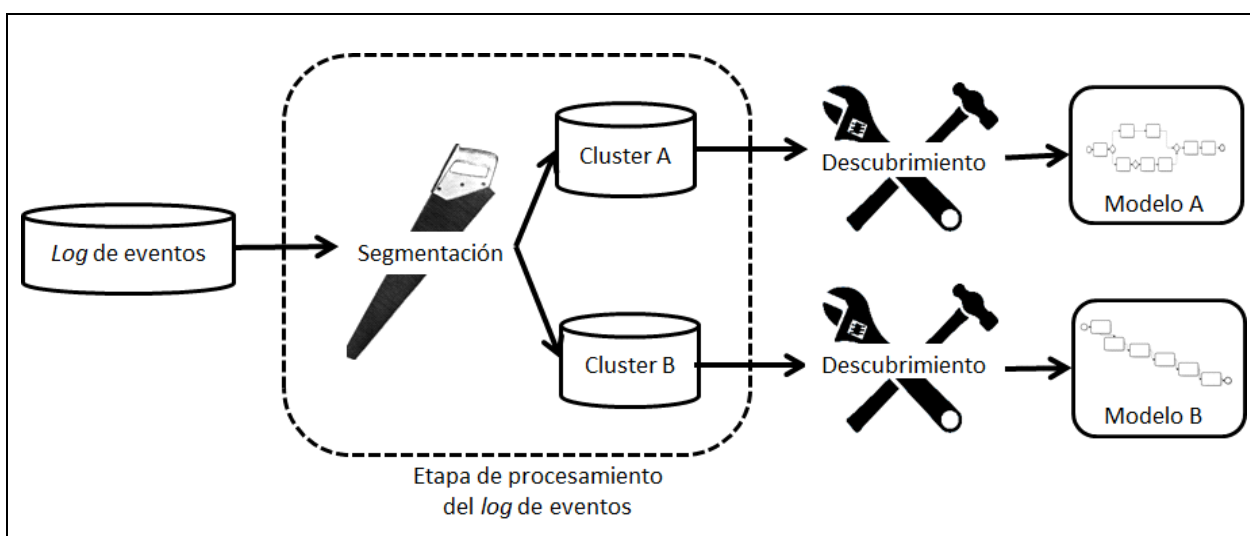 Log de eventos
Segmentación
Cluster A
Cluster B
Etapa de procesamiento
del log de eventos
Descubrimiento
Modelo A
Descubrimiento
Modelo B